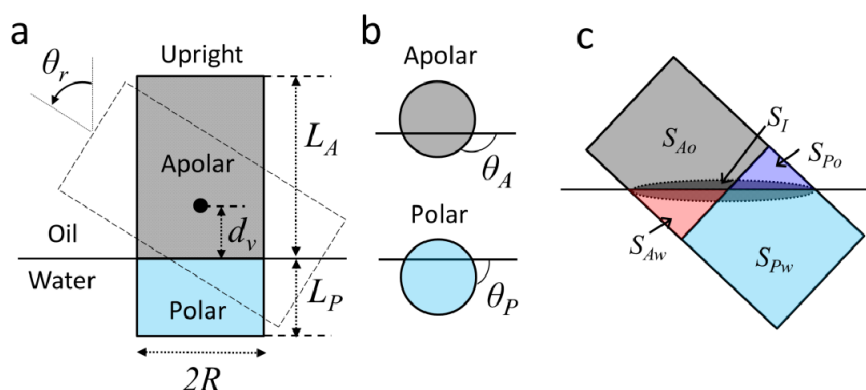 a
Upright
θr
Apolar
LA
dv
Oil
Water
Polar
LP
2R
b
Apolar
θA
Polar
θP
c
SI
SAo
SPo
SAw
SPw